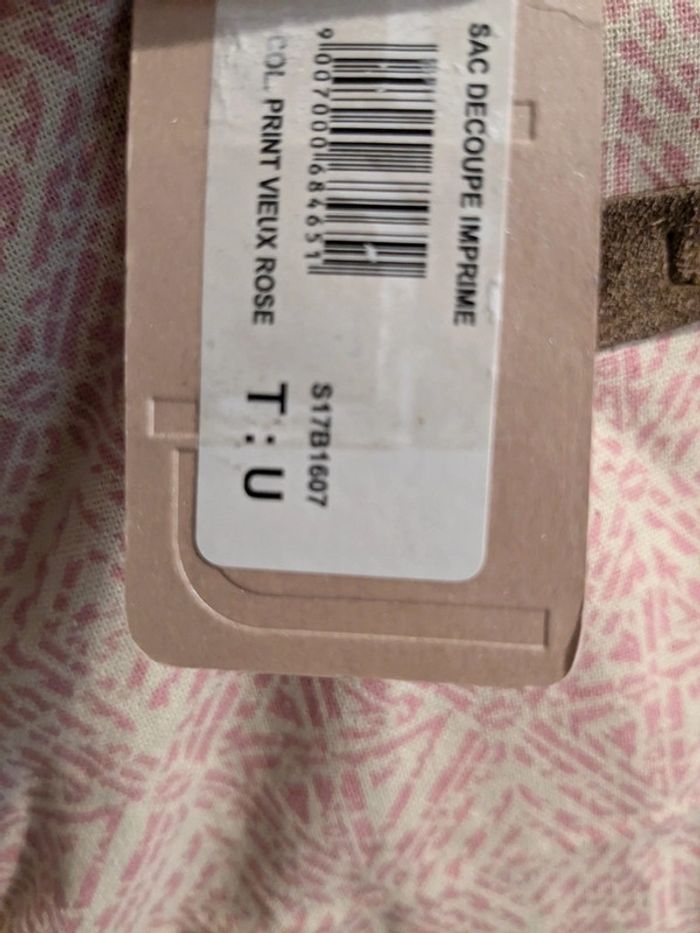 SAC DECOUPE IMPRIME
9007000684651
S17B1607
COL. PRINT VIEUX ROSE
T : U